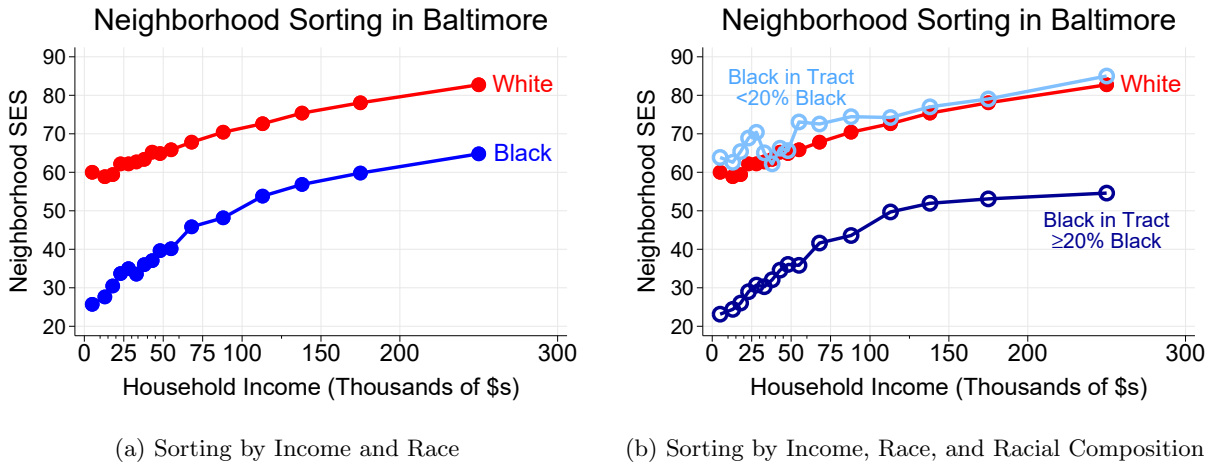 Neighborhood Sorting in Baltimore
90
80
70
60
50
40
30
20
Neighborhood SES
White
Black
0
25
50
75
100
150
200
300
Household Income (Thousands of $s)
(a) Sorting by Income and Race
Neighborhood Sorting in Baltimore
90
80
70
60
50
40
30
20
Neighborhood SES
Black in Tract
<20% Black
White
Black in Tract
≥20% Black
0
25
50
75
100
150
200
300
Household Income (Thousands of $s)
(b) Sorting by Income, Race, and Racial Composition